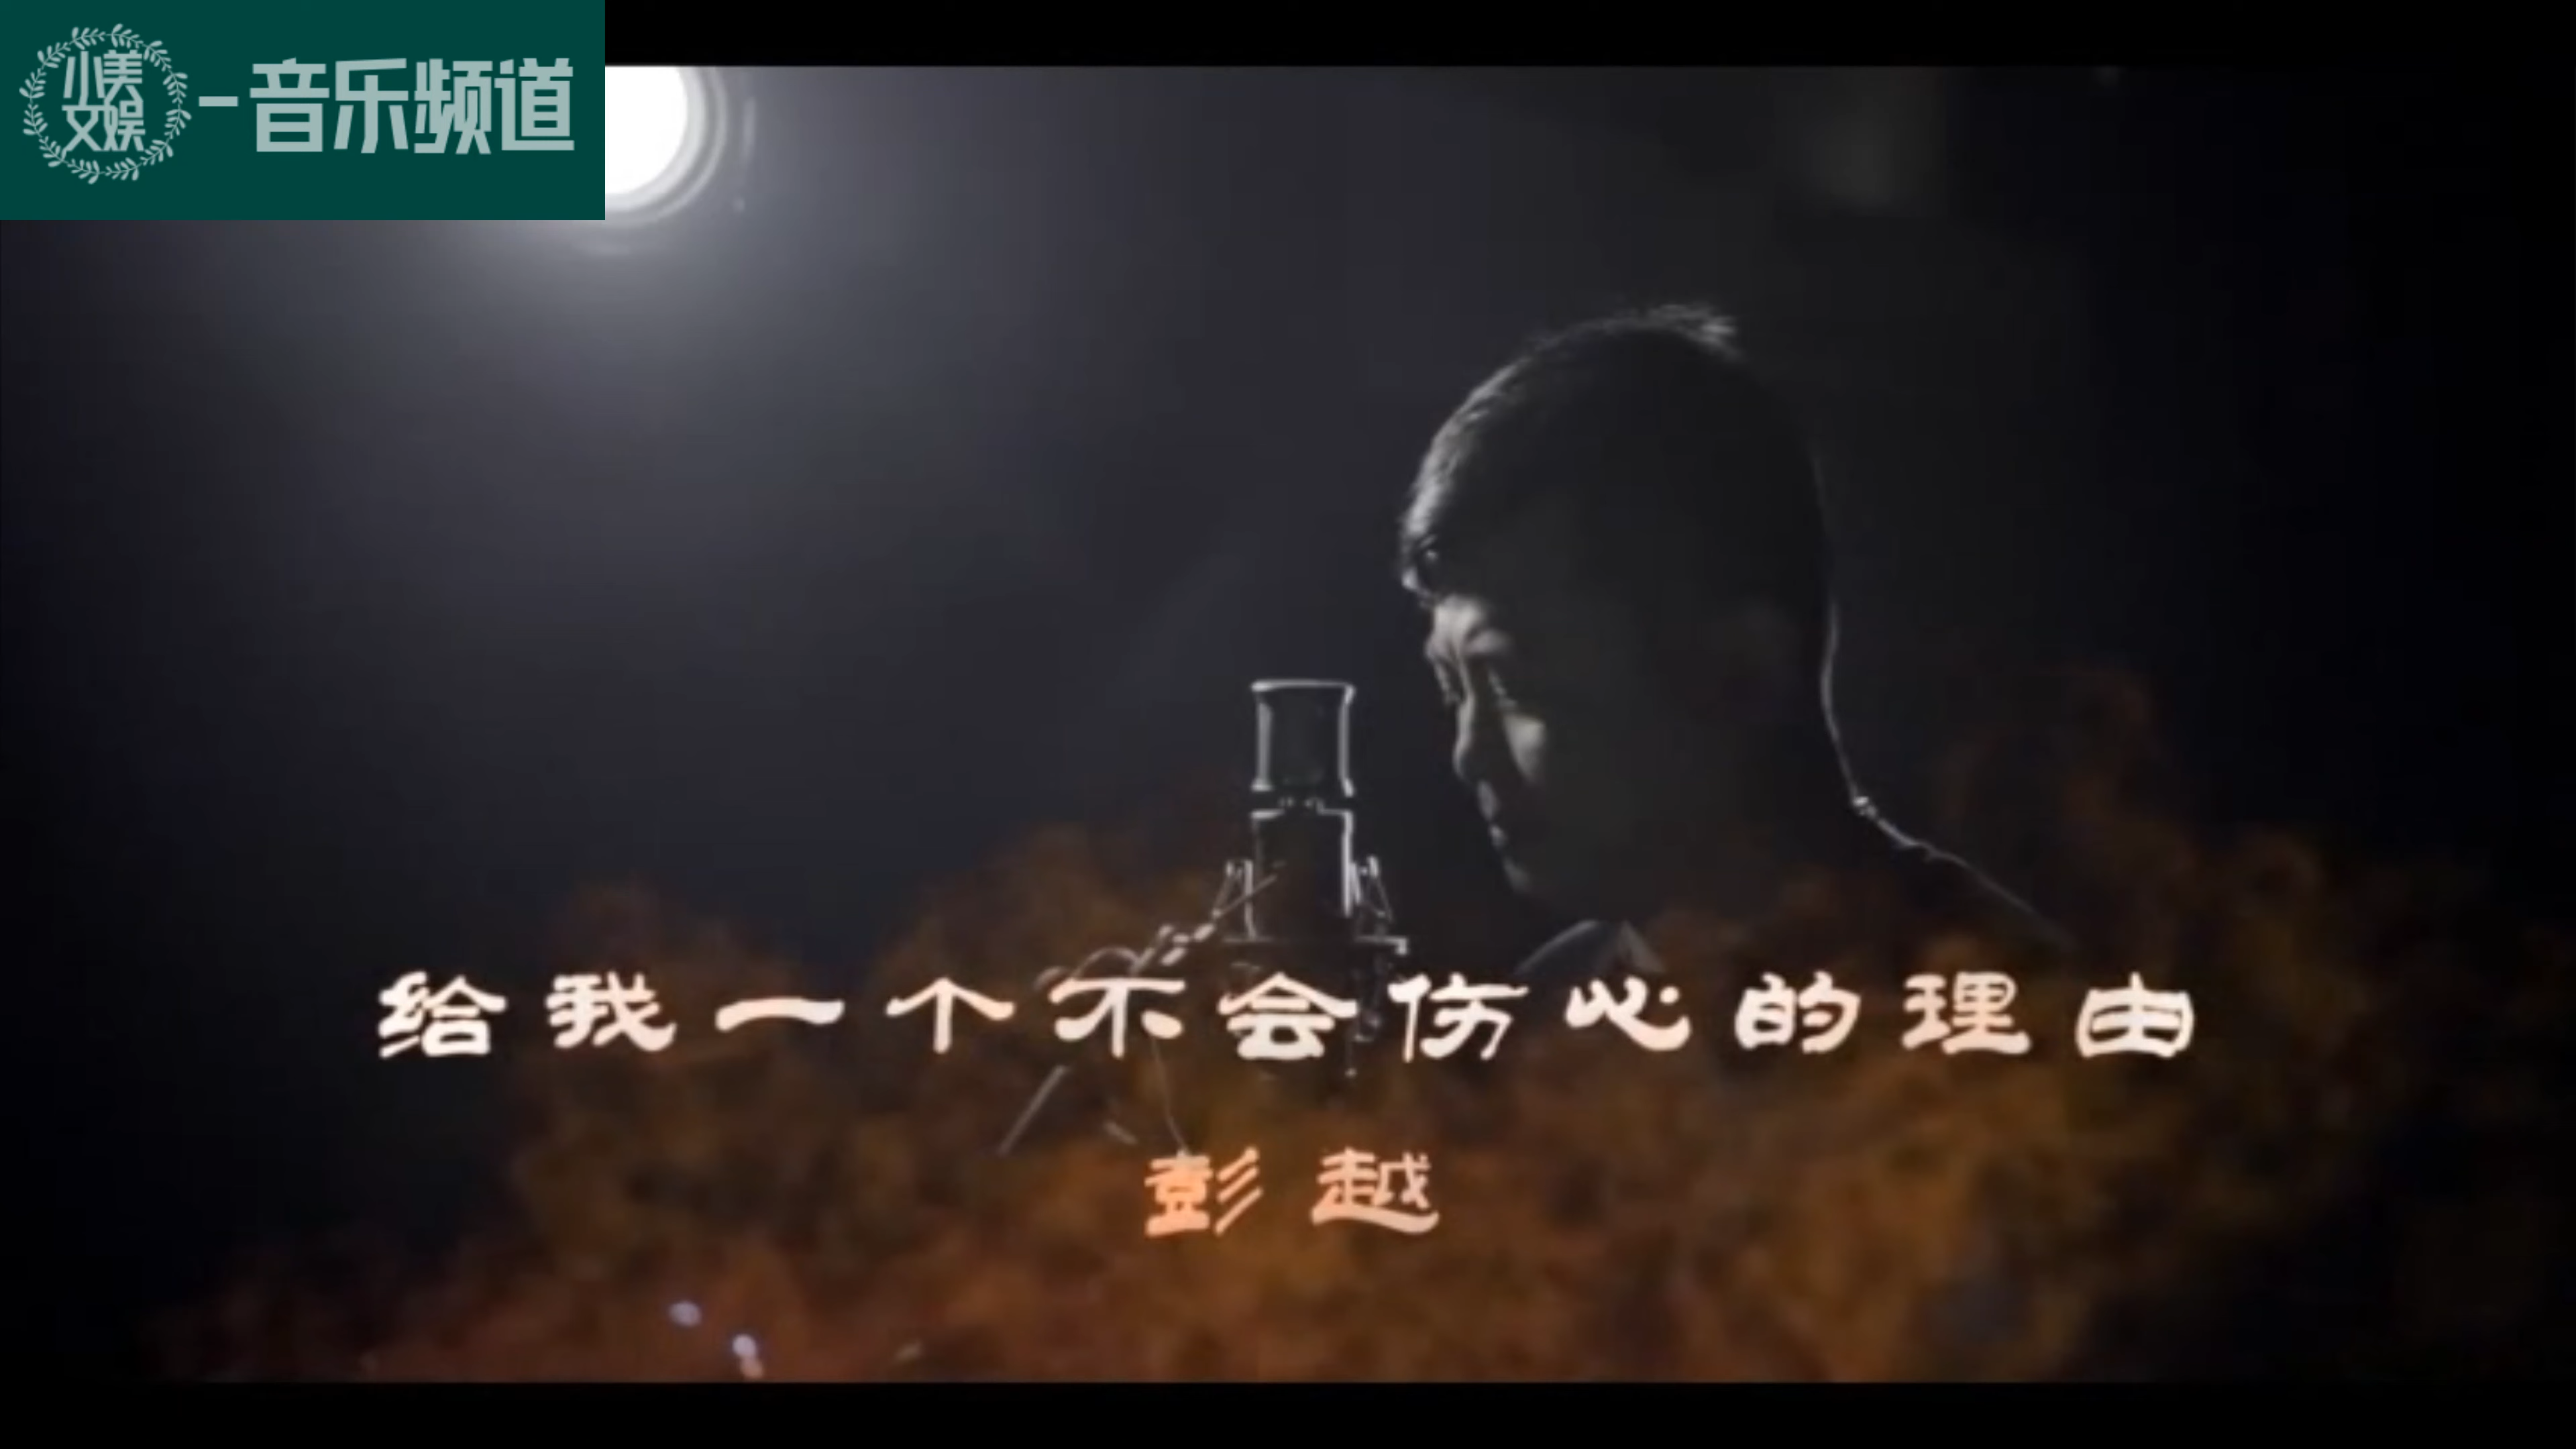 小美
文娱
-音乐频道
给我一个不会伤心的理由
彭越